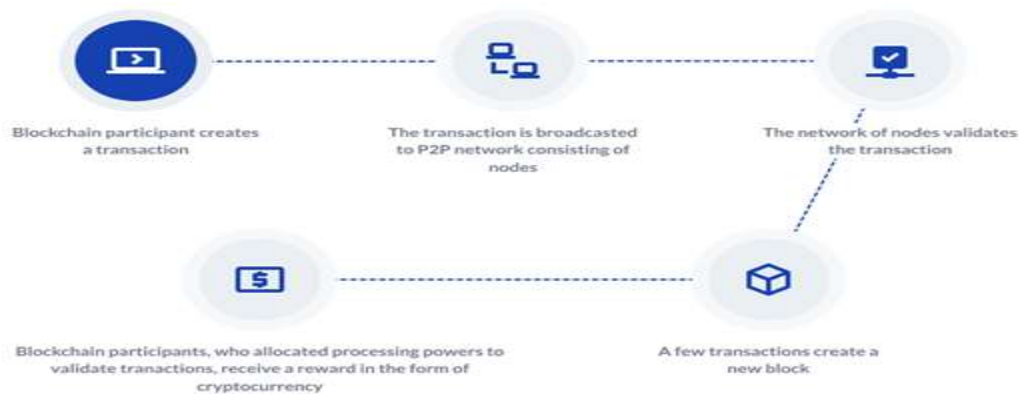 Blockchain participant creates
a transaction
The transaction is broadcasted
to P2P network consisting of
nodes
The network of nodes validates
the transaction
Blockchain participants, who allocated processing powers to
validate tranactions, receive a reward in the form of
cryptocurrency
A few transactions create a
new block